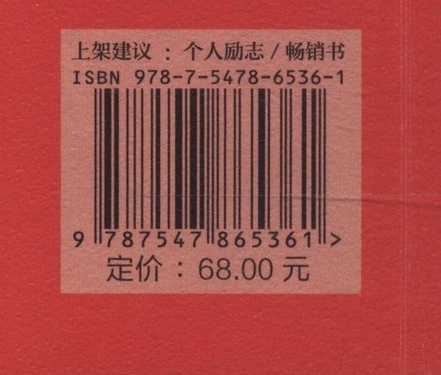 上架建议 : 个人励志 / 畅销书
ISBN 978-7-5478-6536-1
9 787547 865361 >
定价 : 68.00 元